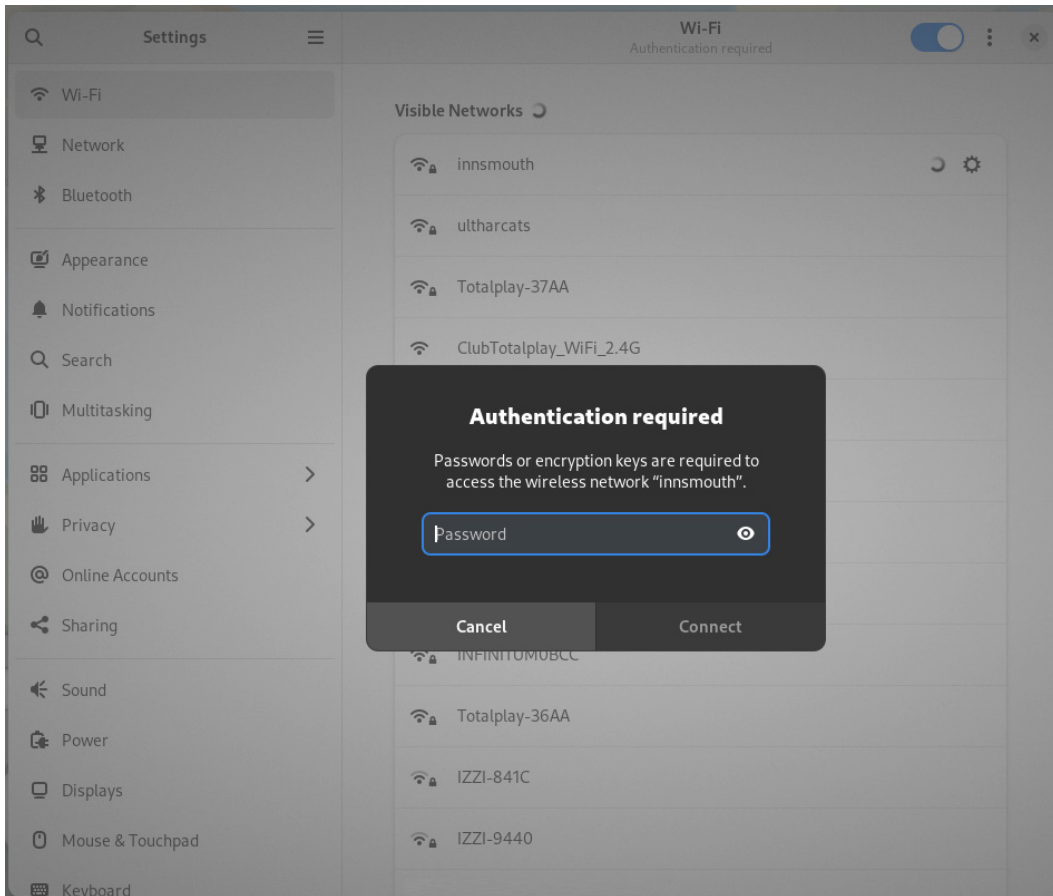 Settings
Wi-Fi
Authentication required
Wi-Fi
Network
Bluetooth
Appearance
Notifications
Search
Multitasking
Applications
Privacy
Online Accounts
Sharing
Sound
Power
Displays
Mouse & Touchpad
Keyboard
Visible Networks
innsmouth
ultharcats
Totalplay-37AA
ClubTotalplay_WiFi_2.4G
Authentication required
Passwords or encryption keys are required to
access the wireless network “innsmouth”.
Password
Cancel
Connect
INFINITUM0BCC
Totalplay-36AA
IZZI-841C
IZZI-9440